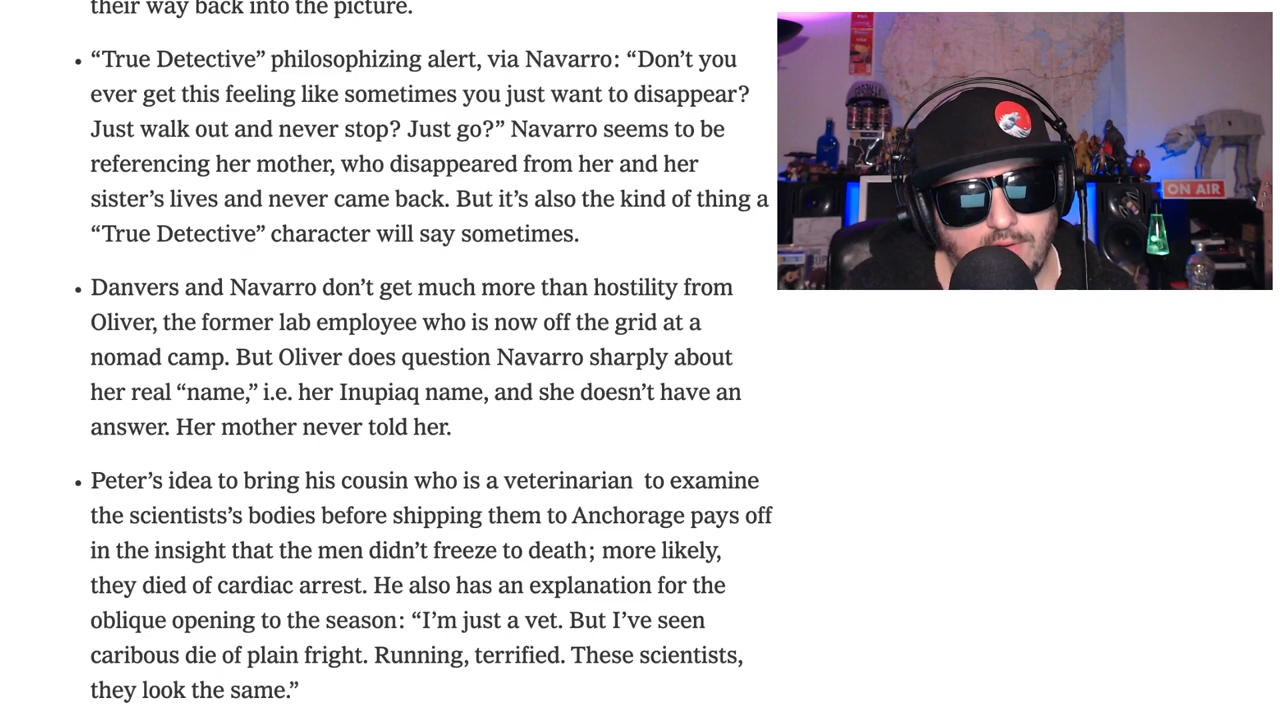 their way back into the picture.
• “True Detective” philosophizing alert, via Navarro: “Don’t you
ever get this feeling like sometimes you just want to disappear?
Just walk out and never stop? Just go?” Navarro seems to be
referencing her mother, who disappeared from her and her
sister’s lives and never came back. But it’s also the kind of thing a
“True Detective” character will say sometimes.
• Danvers and Navarro don’t get much more than hostility from
Oliver, the former lab employee who is now off the grid at a
nomad camp. But Oliver does question Navarro sharply about
her real “name,” i.e. her Inupiaq name, and she doesn’t have an
answer. Her mother never told her.
• Peter’s idea to bring his cousin who is a veterinarian  to examine
the scientists’s bodies before shipping them to Anchorage pays off
in the insight that the men didn’t freeze to death; more likely,
they died of cardiac arrest. He also has an explanation for the
oblique opening to the season: “I’m just a vet. But I’ve seen
caribous die of plain fright. Running, terrified. These scientists,
they look the same.”
ON AIR